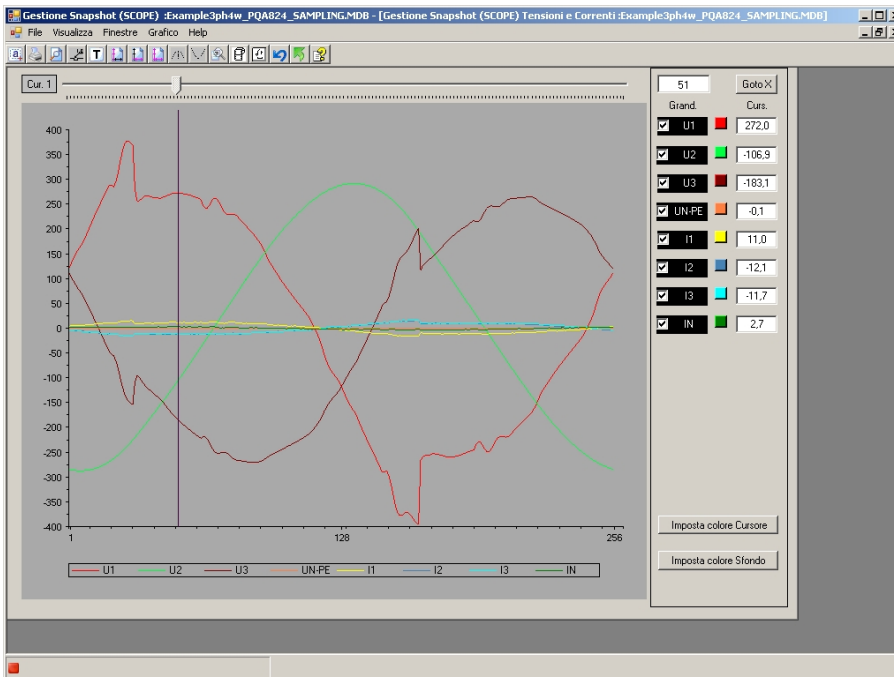 Gestione Snapshot (SCOPE) :Example3ph4w_PQA824_SAMPLING.MDB - [Gestione Snapshot (SCOPE) Tensioni e Correnti :Example3ph4w_PQA824_SAMPLING.MDB]
File Visualizza Finestre Grafico Help
Cur. 1
51 Goto X
Grand. Curs.
U1 272,0
U2 -106,9
U3 -183,1
UN-PE -0,1
I1 11,0
I2 -12,1
I3 -11,7
IN 2,7
400
350
300
250
200
150
100
50
0
-50
-100
-150
-200
-250
-300
-350
-400
1 128 256
U1 U2 U3 UN-PE I1 I2 I3 IN
Imposta colore Cursore
Imposta colore Sfondo